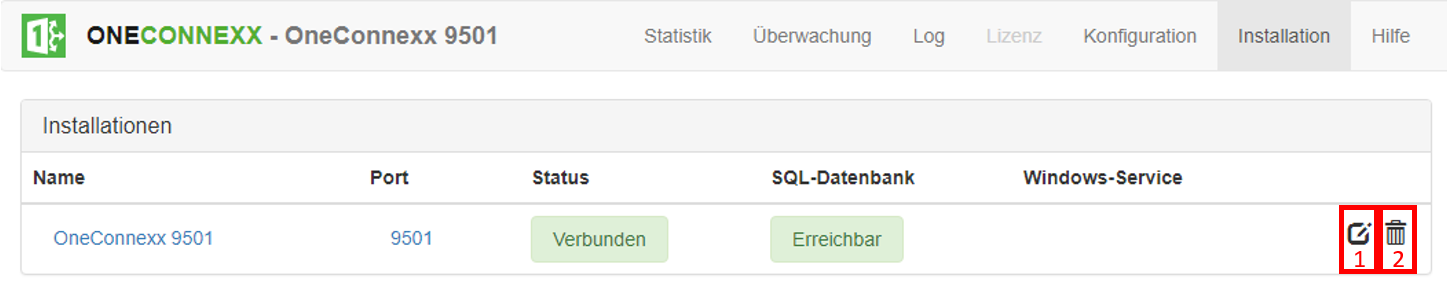 ONECONNEXX - OneConnexx 9501 Statistik Überwachung Log Lizenz Konfiguration Installation Hilfe
Installationen
Name Port Status SQL-Datenbank Windows-Service
OneConnexx 9501 9501 Verbunden Erreichbar
1 2